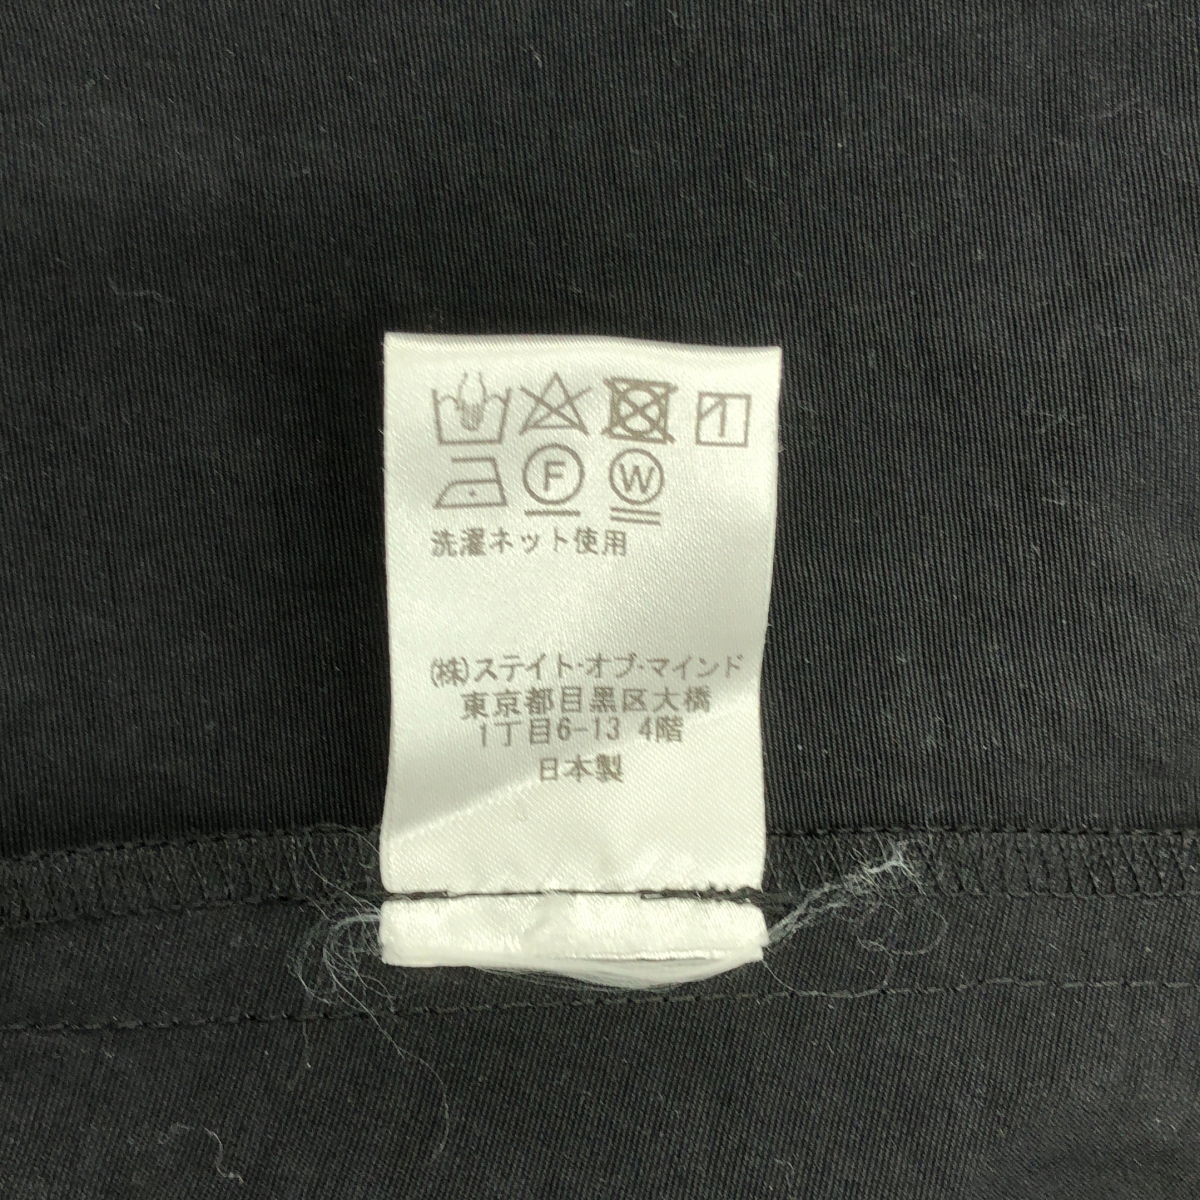 F W
洗濯ネット使用
(株)ステイト・オブ・マインド
東京都目黒区大橋
1丁目6-13 4階
日本製